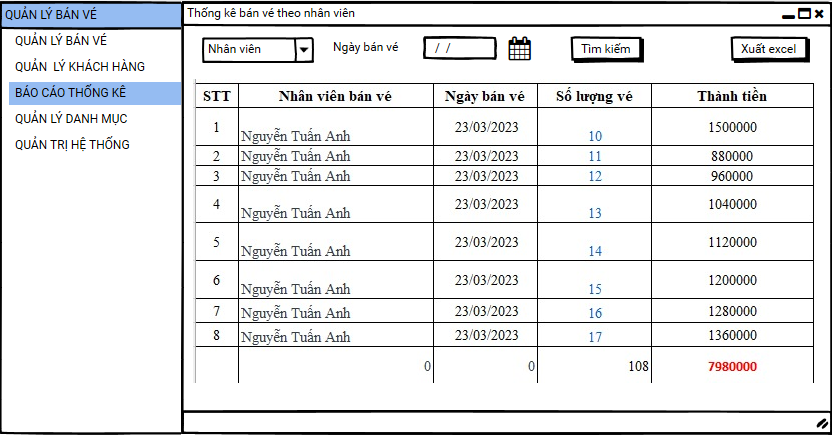 QUẢN LÝ BÁN VÉ
QUẢN LÝ BÁN VÉ
QUẢN LÝ KHÁCH HÀNG
BÁO CÁO THỐNG KÊ
QUẢN LÝ DANH MỤC
QUẢN TRỊ HỆ THỐNG
Thống kê bán vé theo nhân viên
Nhân viên Ngày bán vé / / Tìm kiếm Xuất excel
STT Nhân viên bán vé Ngày bán vé Số lượng vé Thành tiền
1 Nguyễn Tuấn Anh 23/03/2023 10 1500000
2 Nguyễn Tuấn Anh 23/03/2023 11 880000
3 Nguyễn Tuấn Anh 23/03/2023 12 960000
4 Nguyễn Tuấn Anh 23/03/2023 13 1040000
5 Nguyễn Tuấn Anh 23/03/2023 14 1120000
6 Nguyễn Tuấn Anh 23/03/2023 15 1200000
7 Nguyễn Tuấn Anh 23/03/2023 16 1280000
8 Nguyễn Tuấn Anh 23/03/2023 17 1360000
0 0 108 7980000